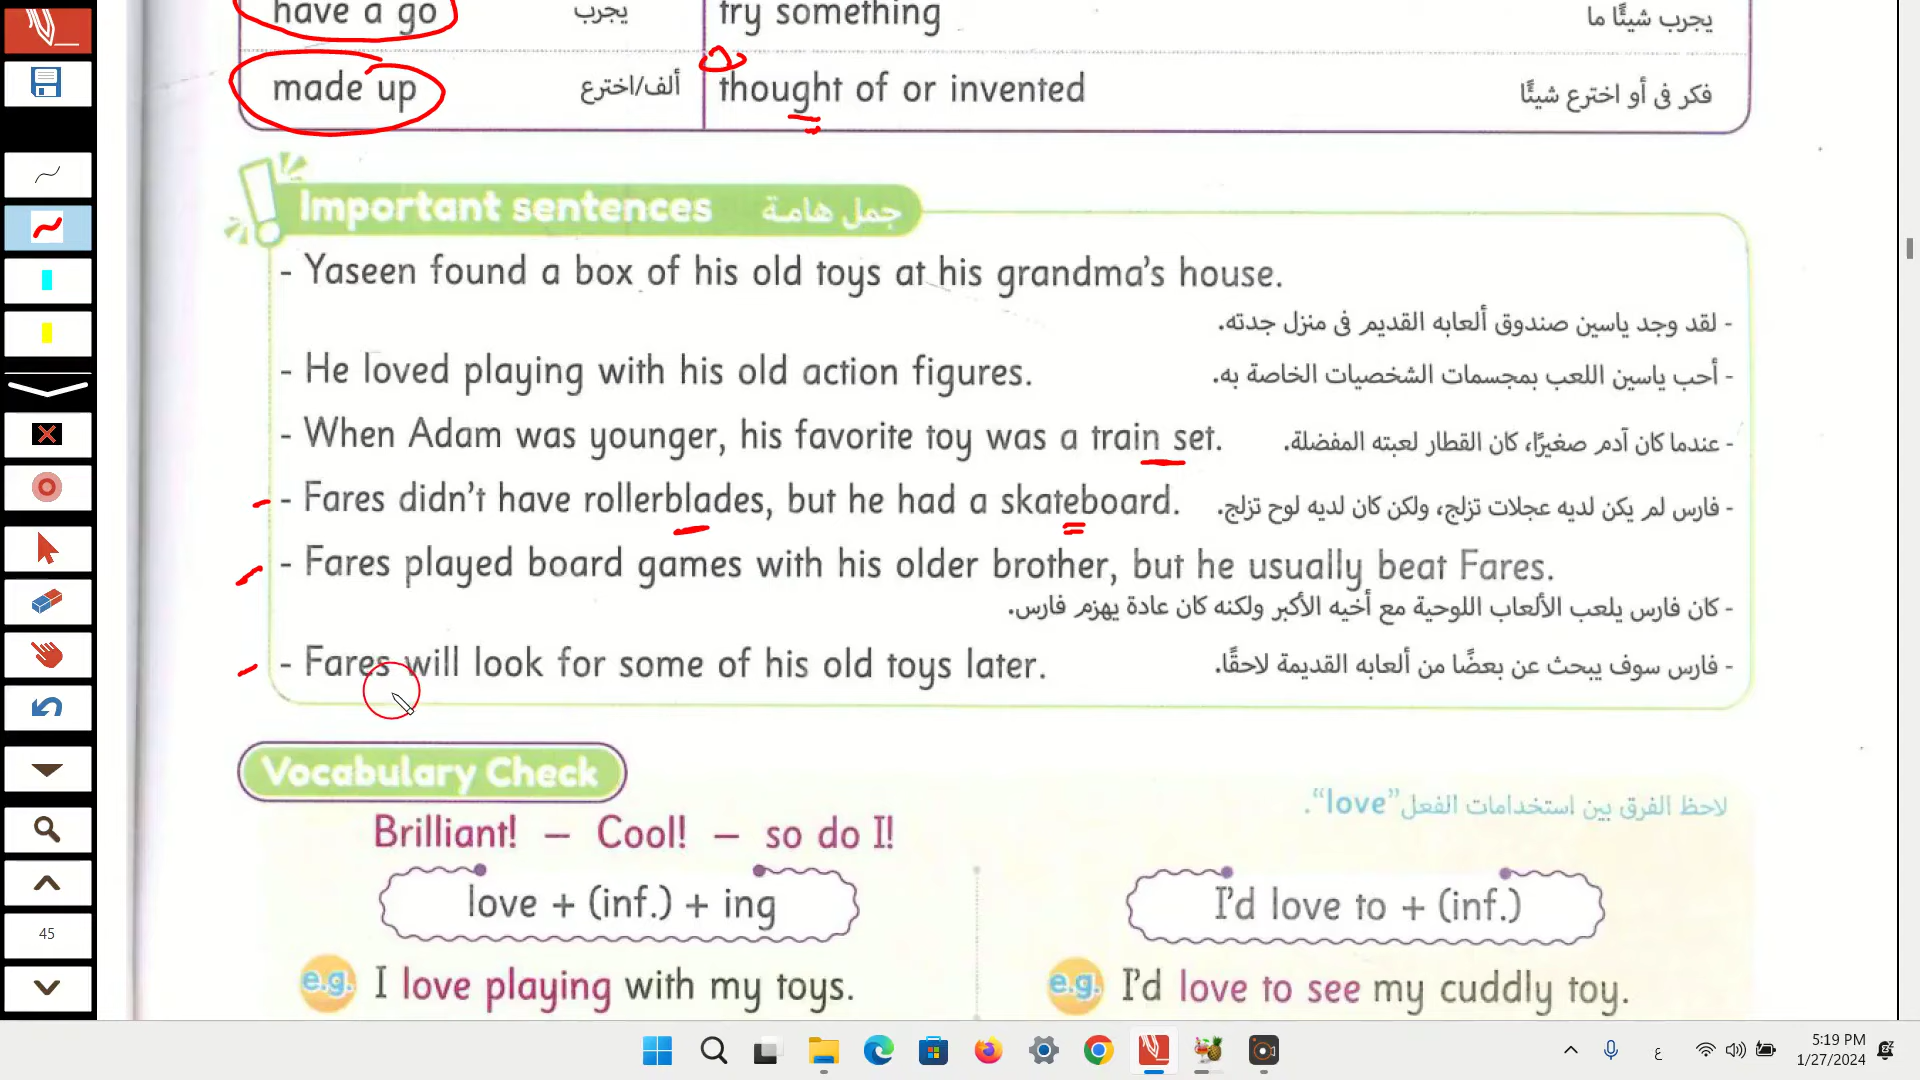 have a go يجرب try something يجرب شيئًا ما
made up ألف/اخترع thought of or invented فكر فى أو اخترع شيئًا
Important sentences جمل هامة
- Yaseen found a box of his old toys at his grandma's house.
- لقد وجد ياسين صندوق ألعابه القديم فى منزل جدته.
- He loved playing with his old action figures. - أحب ياسين اللعب بمجسمات الشخصيات الخاصة به.
- When Adam was younger, his favorite toy was a train set. - عندما كان آدم صغيرًا، كان القطار لعبته المفضلة.
- Fares didn't have rollerblades, but he had a skateboard. - فارس لم يكن لديه عجلات تزلج، ولكن كان لديه لوح تزلج.
- Fares played board games with his older brother, but he usually beat Fares.
- كان فارس يلعب الألعاب اللوحية مع أخيه الأكبر ولكنه كان عادة يهزم فارس.
- Fares will look for some of his old toys later. - فارس سوف يبحث عن بعضًا من ألعابه القديمة لاحقًا.
Vocabulary Check
لاحظ الفرق بين استخدامات الفعل "love".
Brilliant! – Cool! – so do I!
love + (inf.) + ing I'd love to + (inf.)
e.g. I love playing with my toys. e.g. I'd love to see my cuddly toy.
45
ع
5:19 PM
1/27/2024